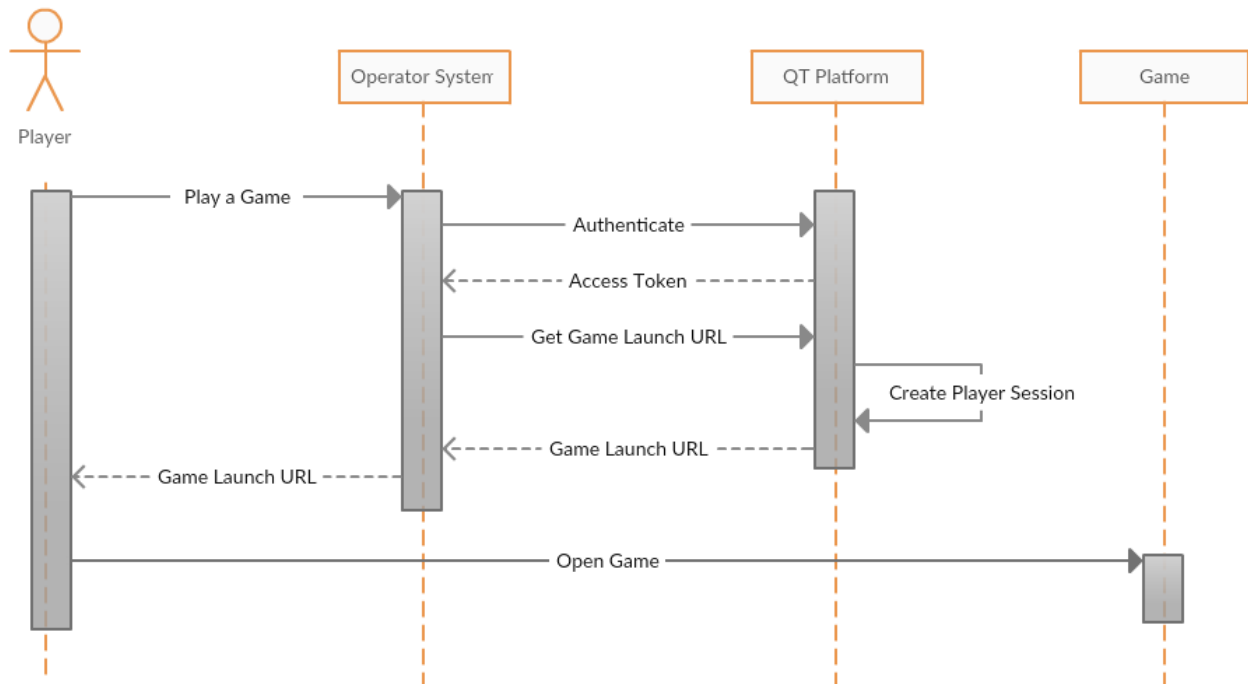 Operator System
QT Platform
Game
Player
Play a Game
Authenticate
Access Token
Get Game Launch URL
Create Player Session
Game Launch URL
Game Launch URL
Open Game